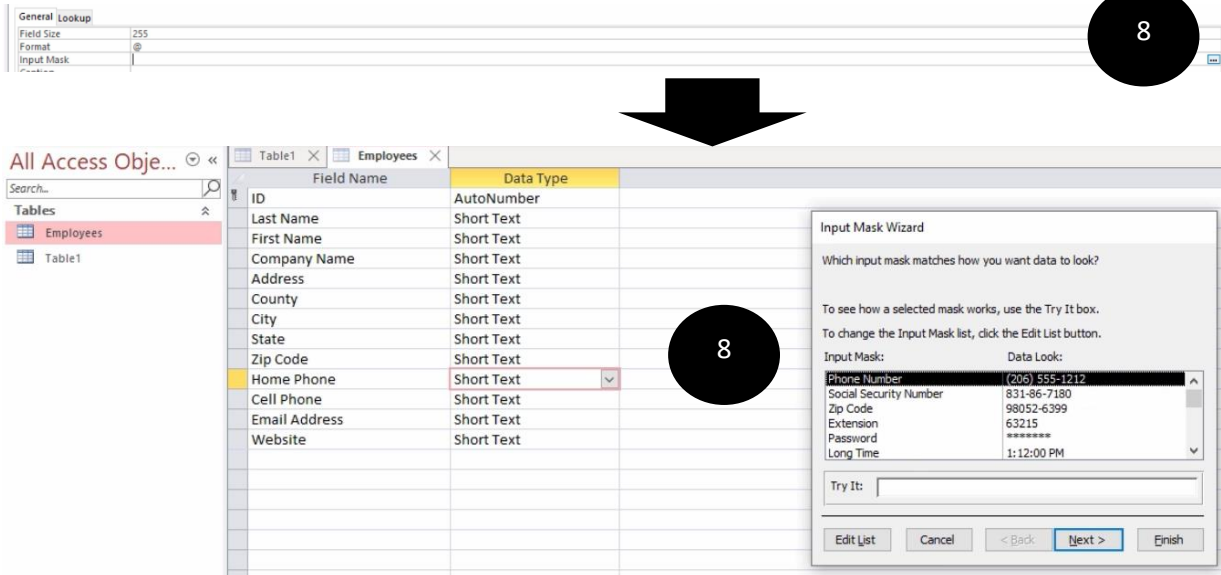 General Lookup
Field Size 255
Format @
Input Mask
Caption
8
All Access Obje...
Table1 Employees
Search...
Tables
Employees
Table1
Field Name Data Type
ID AutoNumber
Last Name Short Text
First Name Short Text
Company Name Short Text
Address Short Text
County Short Text
City Short Text
State Short Text
Zip Code Short Text
Home Phone Short Text
Cell Phone Short Text
Email Address Short Text
Website Short Text
8
Input Mask Wizard
Which input mask matches how you want data to look?
To see how a selected mask works, use the Try It box.
To change the Input Mask list, click the Edit List button.
Input Mask: Data Look:
Phone Number (206) 555-1212
Social Security Number 831-86-7180
Zip Code 98052-6399
Extension 63215
Password *******
Long Time 1:12:00 PM
Try It:
Edit List Cancel < Back Next > Finish